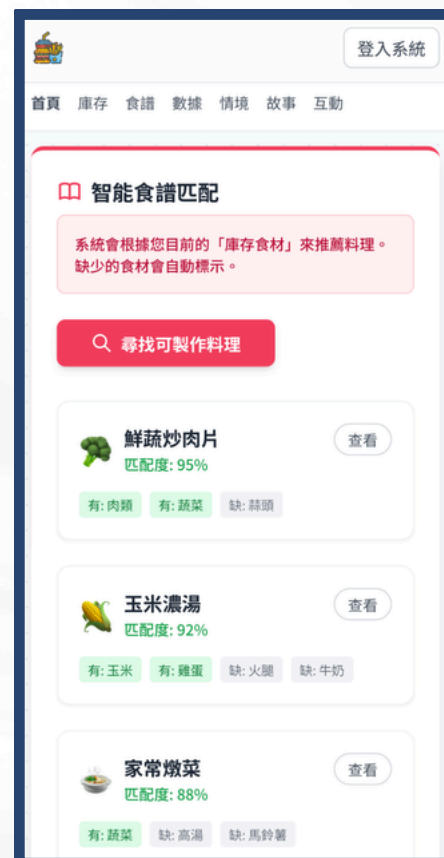 登入系統
首頁 庫存 食譜 數據 情境 故事 互動
智能食譜匹配
系統會根據您目前的「庫存食材」來推薦料理。
缺少的食材會自動標示。
尋找可製作料理
鮮蔬炒肉片 查看
匹配度: 95%
有: 肉類 有: 蔬菜 缺: 蒜頭
玉米濃湯 查看
匹配度: 92%
有: 玉米 有: 雞蛋 缺: 火腿 缺: 牛奶
家常燉菜 查看
匹配度: 88%
有: 蔬菜 缺: 高湯 缺: 馬鈴薯